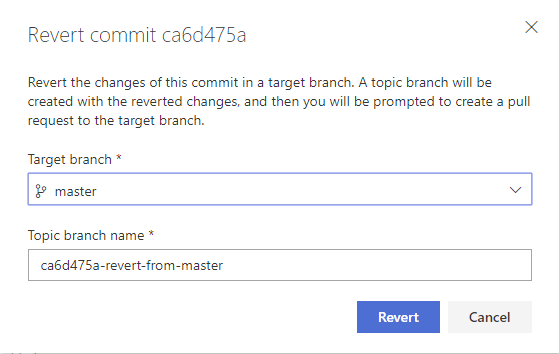 Revert commit ca6d475a
Revert the changes of this commit in a target branch. A topic branch will be
created with the reverted changes, and then you will be prompted to create a pull
request to the target branch.
Target branch *
master
Topic branch name *
ca6d475a-revert-from-master
Revert Cancel